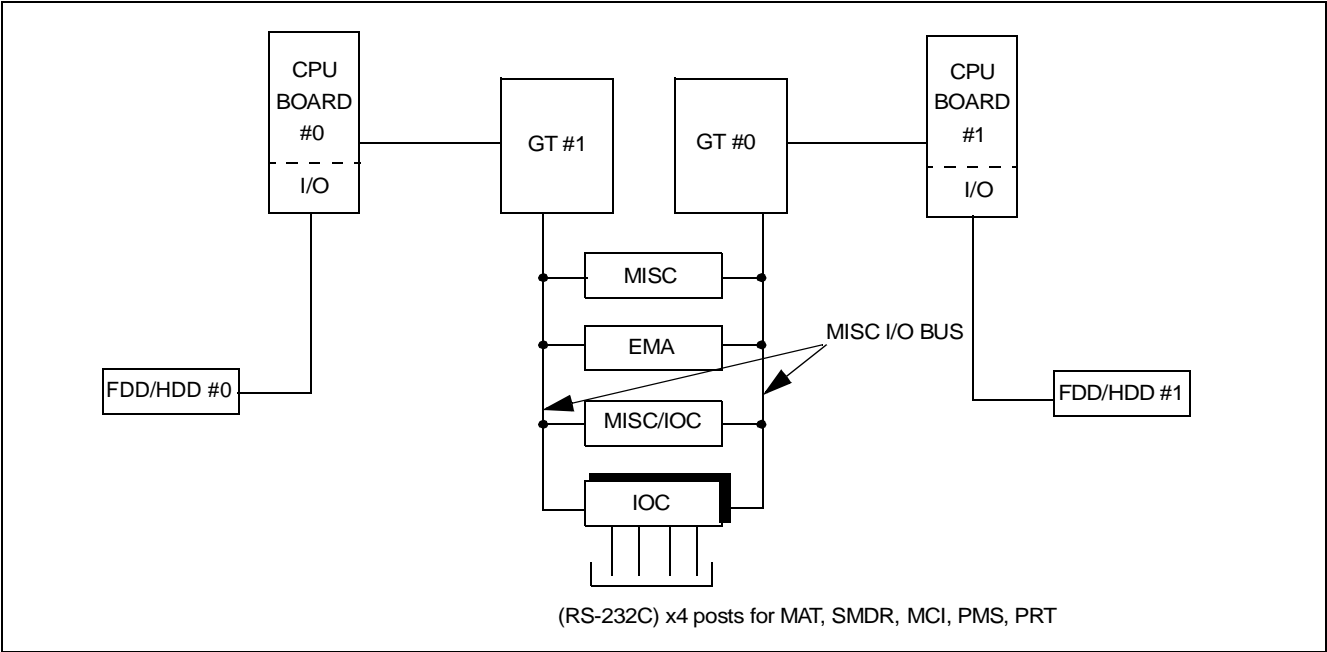 CPU
BOARD
#0
I/O
GT #1
GT #0
CPU
BOARD
#1
I/O
MISC
EMA
MISC I/O BUS
FDD/HDD #0
MISC/IOC
FDD/HDD #1
IOC
(RS-232C) x4 posts for MAT, SMDR, MCI, PMS, PRT